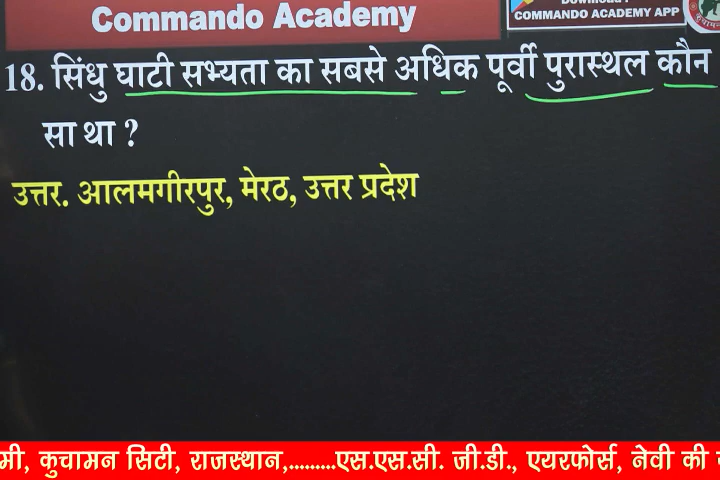 Commando Academy
COMMANDO ACADEMY APP
18. सिंधु घाटी सभ्यता का सबसे अधिक पूर्वी पुरास्थल कौन
सा था ?
उत्तर. आलमगीरपुर, मेरठ, उत्तर प्रदेश
मी, कुचामन सिटी, राजस्थान,.........एस.एस.सी. जी.डी., एयरफोर्स, नेवी की